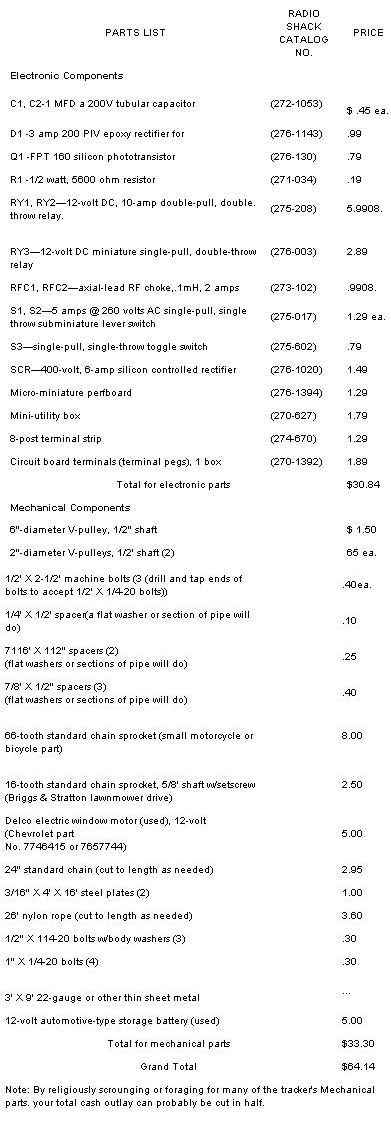 PARTS LIST RADIO SHACK CATALOG NO. PRICE
Electronic Components
C1, C2-1 MFD a 200V tubular capacitor (272-1053) $ .45 ea.
D1 -3 amp 200 PIV epoxy rectifier for (276-1143) .99
Q1 -FPT 160 silicon phototransistor (276-130) .79
R1 -1/2 watt, 5600 ohm resistor (271-034) .19
RY1, RY2—12-volt DC, 10-amp double-pull, double.
throw relay. (275-208) 5.9908.
RY3—12-volt DC miniature single-pull, double-throw
relay (276-003) 2.89
RFC1, RFC2—axial-lead RF choke,.1mH, 2 amps (273-102) .9908.
S1, S2—5 amps @ 260 volts AC single-pull, single
throw subminiature lever switch (275-017) 1.29 ea.
S3—single-pull, single-throw toggle switch (275-602) .79
SCR—400-volt, 6-amp silicon controlled rectifier (276-1020) 1.49
Micro-miniature perfboard (276-1394) 1.29
Mini-utility box (270-627) 1.79
8-post terminal strip (274-670) 1.29
Circuit board terminals (terminal pegs), 1 box (270-1392) 1.89
Total for electronic parts $30.84
Mechanical Components
6"-diameter V-pulley, 1/2" shaft $ 1.50
2"-diameter V-pulleys, 1/2' shaft (2) 65 ea.
1/2' X 2-1/2' machine bolts (3 (drill and tap ends of
bolts to accept 1/2' X 1/4-20 bolts)) .40ea.
1/4' X 1/2' spacer(a flat washer or section of pipe will
do) .10
7116' X 112" spacers (2)
(flat washers or sections of pipe will do) .25
7/8' X 1/2" spacers (3)
(flat washers or sections of pipe will do) .40
66-tooth standard chain sprocket (small motorcycle or
bicycle part) 8.00
16-tooth standard chain sprocket, 5/8' shaft w/setscrew
(Briggs & Stratton lawnmower drive) 2.50
Delco electric window motor (used), 12-volt
(Chevrolet part
No. 7746415 or 7657744) 5.00
24" standard chain (cut to length as needed) 2.95
3/16" X 4' X 16' steel plates (2) 1.00
26' nylon rope (cut to length as needed) 3.60
1/2" X 114-20 bolts w/body washers (3) .30
1" X 1/4-20 bolts (4) .30
3' X 9' 22-gauge or other thin sheet metal ...
12-volt automotive-type storage battery (used) 5.00
Total for mechanical parts $33.30
Grand Total $64.14
Note: By religiously scrounging or foraging for many of the tracker's Mechanical
parts. your total cash outlay can probably be cut in half.